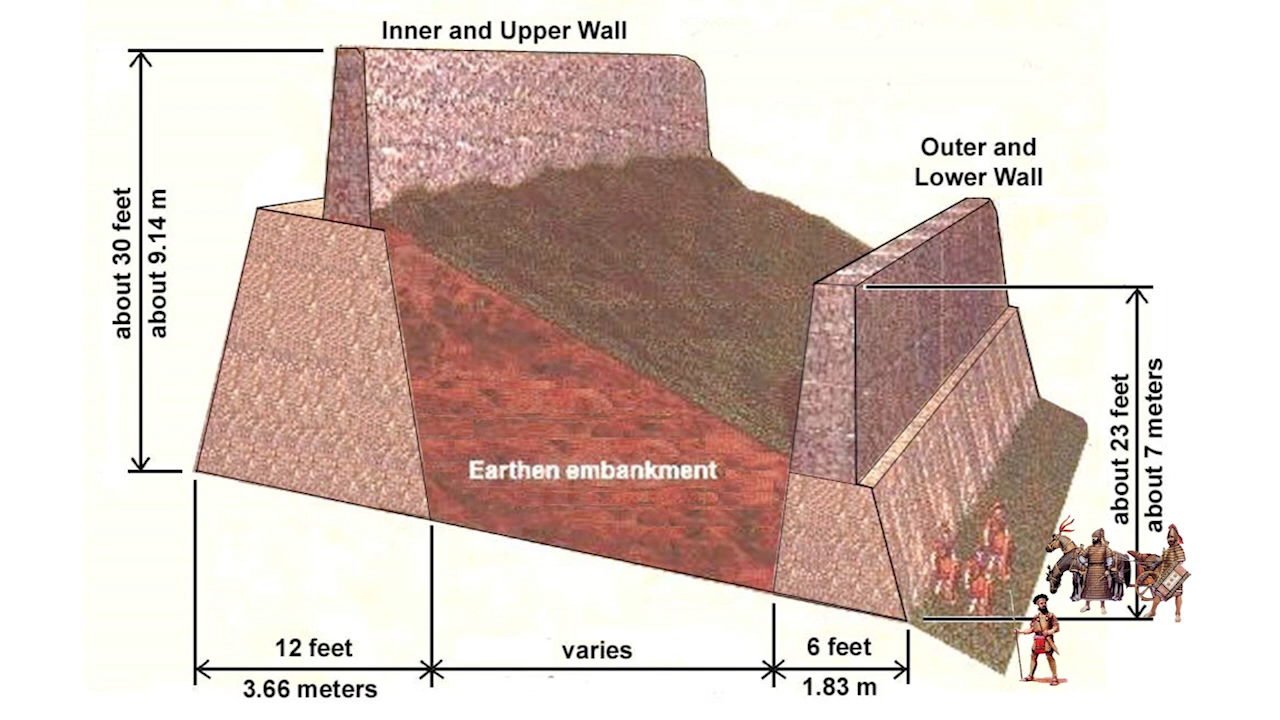 Inner and Upper Wall
Outer and
Lower Wall
about 30 feet
about 9.14 m
Earthen embankment
about 23 feet
about 7 meters
12 feet
3.66 meters
varies
6 feet
1.83 m